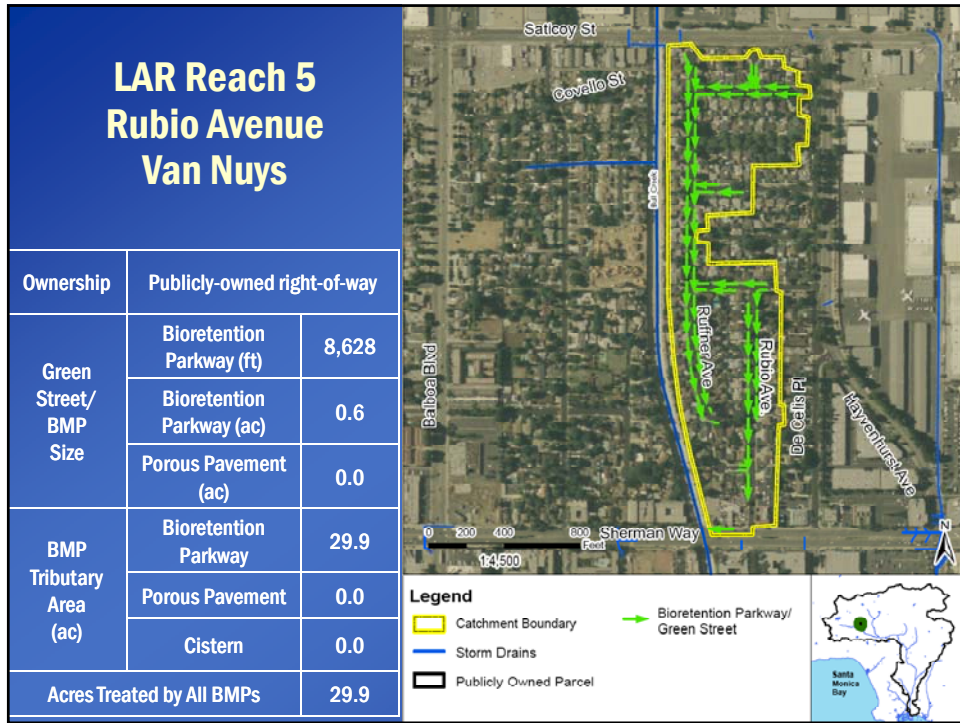 LAR Reach 5
Rubio Avenue
Van Nuys
Ownership
Publicly-owned right-of-way
Green
Street/
BMP
Size
Bioretention
Parkway (ft)
8,628
Bioretention
Parkway (ac)
0.6
Porous Pavement
(ac)
0.0
BMP
Tributary
Area
(ac)
Bioretention
Parkway
29.9
Porous Pavement
0.0
Cistern
0.0
Acres Treated by All BMPs
29.9
Saticoy St
Covello St
Bull Creek
Balboa Blvd
Ruffner Ave
Rubio Ave
De Celis Pl
Hayvenhurst Ave
Sherman Way
0 200 400 800
Feet
1:4,500
N
Legend
Catchment Boundary
Storm Drains
Publicly Owned Parcel
Bioretention Parkway/
Green Street
Santa
Monica
Bay